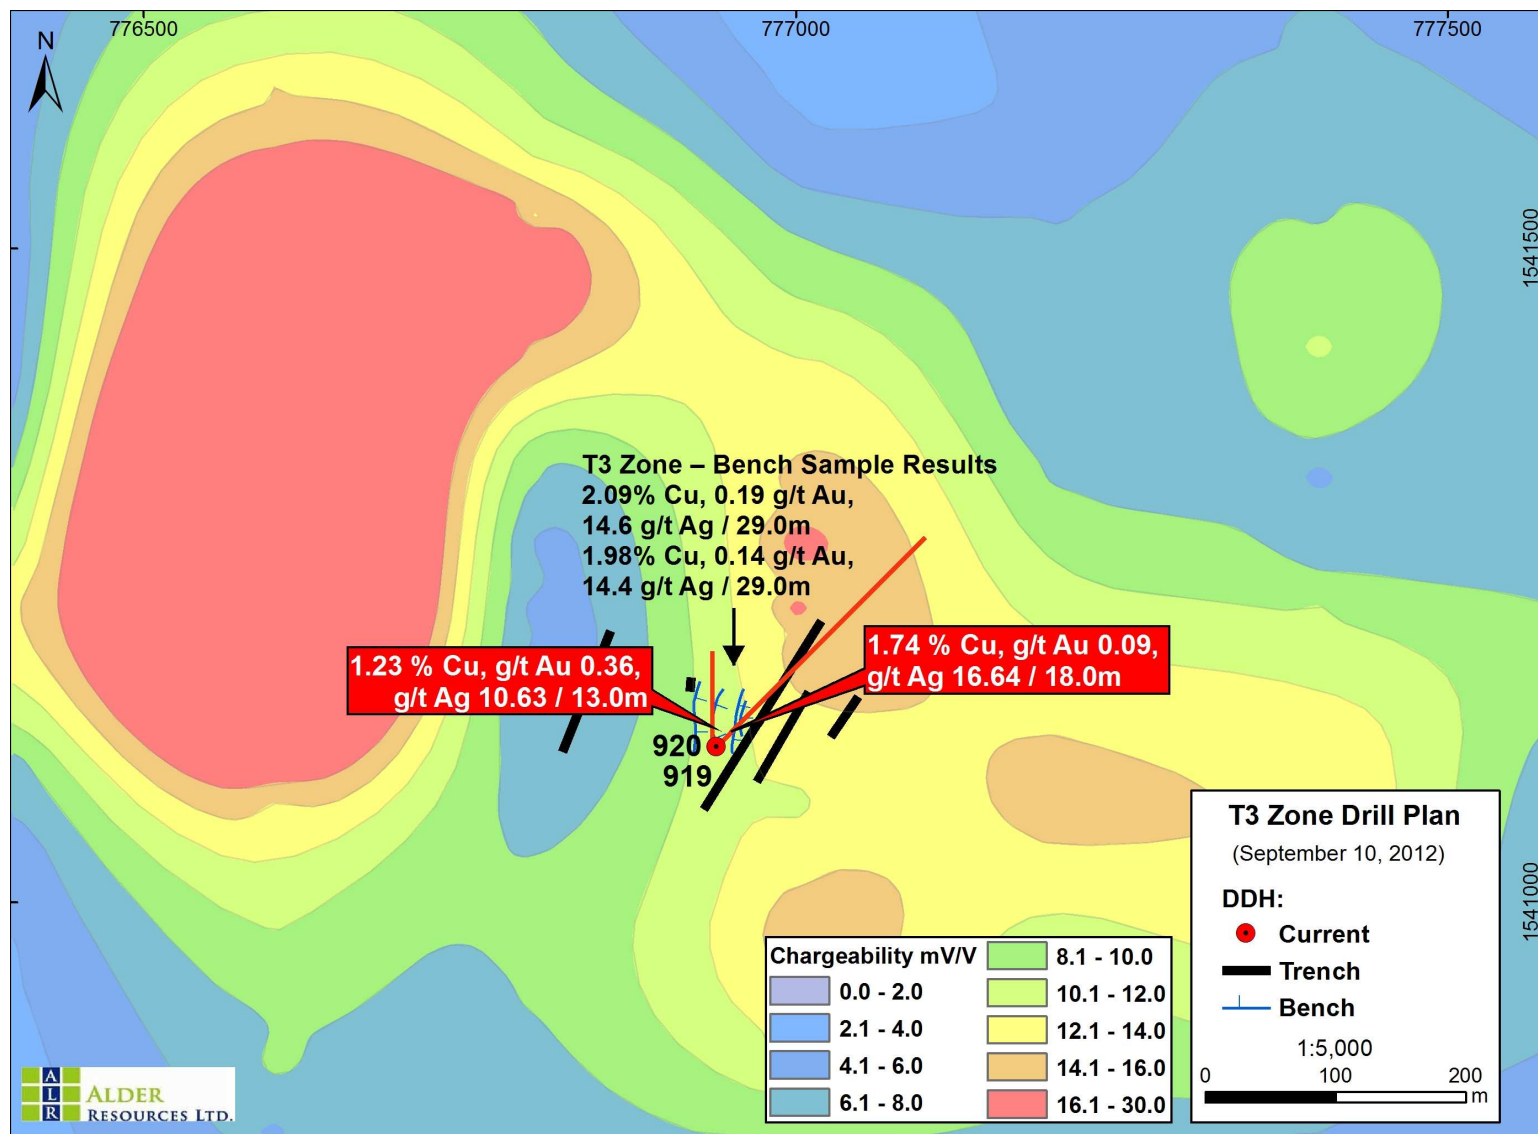 776500
777000
777500
N
1541500
T3 Zone – Bench Sample Results
2.09% Cu, 0.19 g/t Au,
14.6 g/t Ag / 29.0m
1.98% Cu, 0.14 g/t Au,
14.4 g/t Ag / 29.0m
1.23 % Cu, g/t Au 0.36,
g/t Ag 10.63 / 13.0m
1.74 % Cu, g/t Au 0.09,
g/t Ag 16.64 / 18.0m
920
919
1541000
T3 Zone Drill Plan
(September 10, 2012)
DDH:
Current
Trench
Bench
1:5,000
0 100 200
m
Chargeability mV/V
0.0 - 2.0
2.1 - 4.0
4.1 - 6.0
6.1 - 8.0
8.1 - 10.0
10.1 - 12.0
12.1 - 14.0
14.1 - 16.0
16.1 - 30.0
A
L
R
ALDER
RESOURCES LTD.